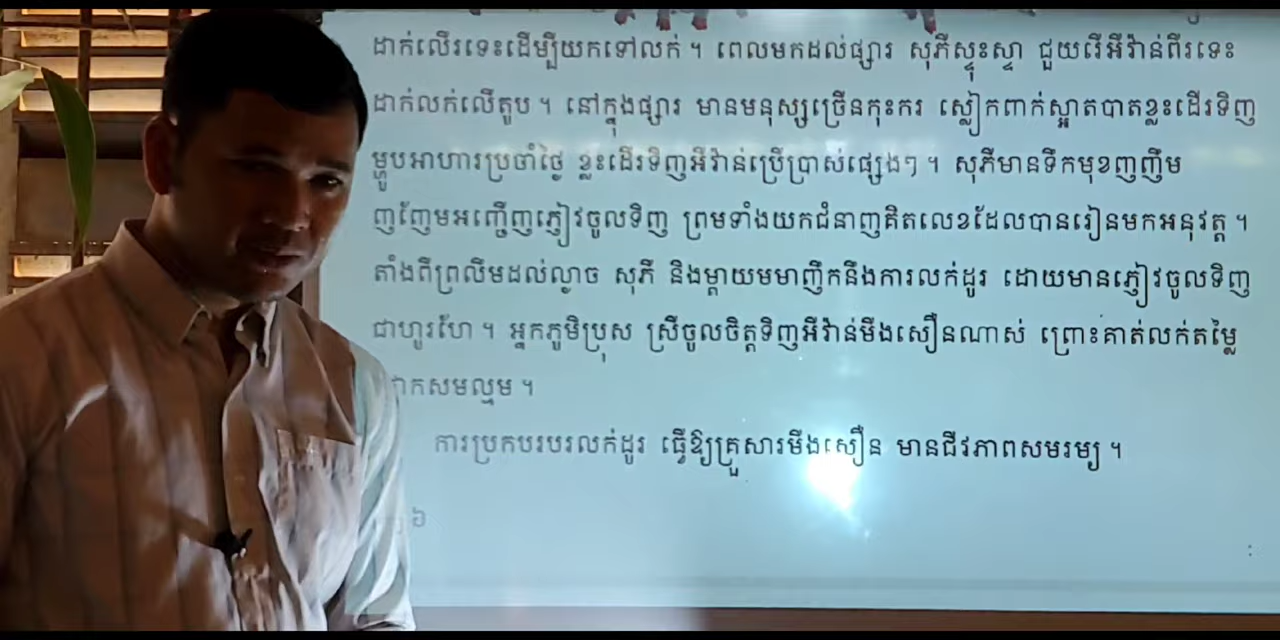 ដាក់លើរទេះដើម្បីយកទៅលក់ ។ ពេលមកដល់ផ្សារ សុភីស្ទុះស្ទា ជួយរើអីវ៉ាន់ពីរទេះ
ដាក់លក់លើតូប ។ នៅក្នុងផ្សារ មានមនុស្សច្រើនកុះករ ស្លៀកពាក់ស្អាតបាតខ្លះដើរទិញ
ម្ហូបអាហារប្រចាំថ្ងៃ ខ្លះដើរទិញអីវ៉ាន់ប្រើប្រាស់ផ្សេងៗ ។ សុភីមានទឹកមុខញញឹម
ញញែមអញ្ជើញភ្ញៀវចូលទិញ ព្រមទាំងយកជំនាញគិតលេខដែលបានរៀនមកអនុវត្ត ។
តាំងពីព្រលឹមដល់ល្ងាច សុភី និងម្តាយមមាញឹកនឹងការលក់ដូរ ដោយមានភ្ញៀវចូលទិញ
ជាហូរហែ ។ អ្នកភូមិប្រុស ស្រីចូលចិត្តទិញអីវ៉ាន់មីងសឿនណាស់ ព្រោះគាត់លក់តម្លៃ
សមល្មម ។
ការប្រកបរបរលក់ដូរ ធ្វើឱ្យគ្រួសារមីងសឿន មានជីវភាពសមរម្យ ។
៦